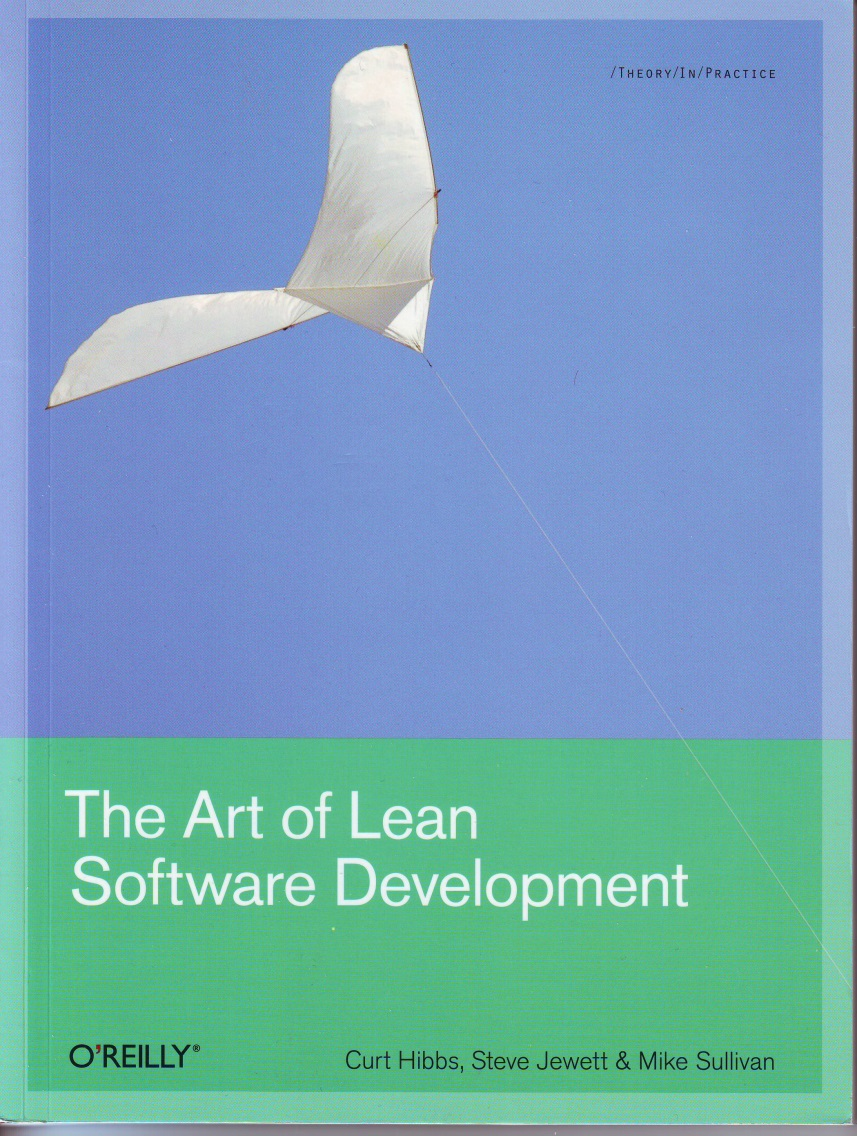 /THEORY/IN/PRACTICE
The Art of Lean
Software Development
O'REILLY®
Curt Hibbs, Steve Jewett & Mike Sullivan